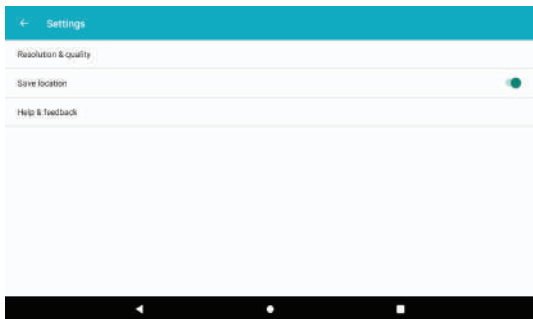 Settings
Resolution & quality
Save location
Help & feedback